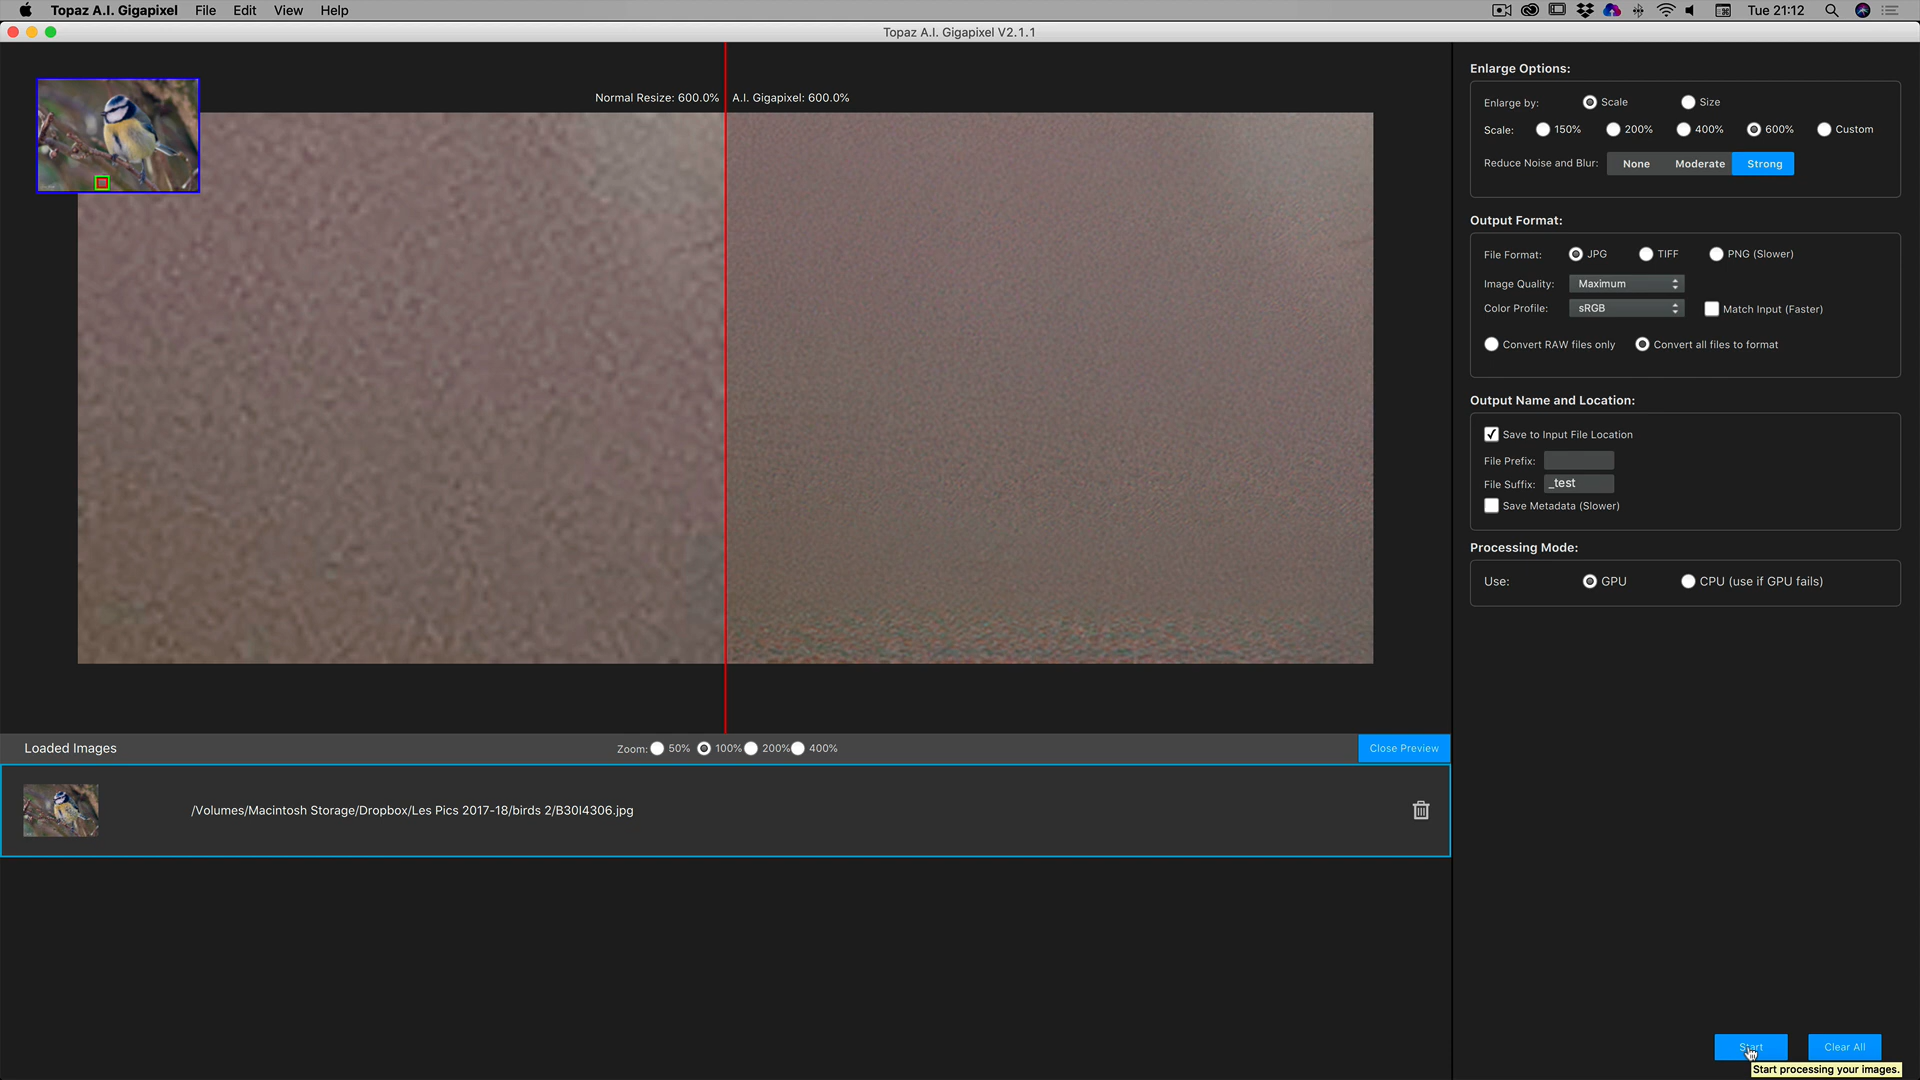 Topaz A.I. Gigapixel File Edit View Help Tue 21:12
Topaz A.I. Gigapixel V2.1.1
Normal Resize: 600.0% A.I. Gigapixel: 600.0%
Enlarge Options:
Enlarge by: Scale Size
Scale: 150% 200% 400% 600% Custom
Reduce Noise and Blur: None Moderate Strong
Output Format:
File Format: JPG TIFF PNG (Slower)
Image Quality: Maximum
Color Profile: sRGB Match Input (Faster)
Convert RAW files only Convert all files to format
Output Name and Location:
Save to Input File Location
File Prefix:
File Suffix: _test
Save Metadata (Slower)
Processing Mode:
Use: GPU CPU (use if GPU fails)
Loaded Images Zoom: 50% 100% 200% 400% Close Preview
/Volumes/Macintosh Storage/Dropbox/Les Pics 2017-18/birds 2/B30I4306.jpg
Start Clear All
Start processing your images.